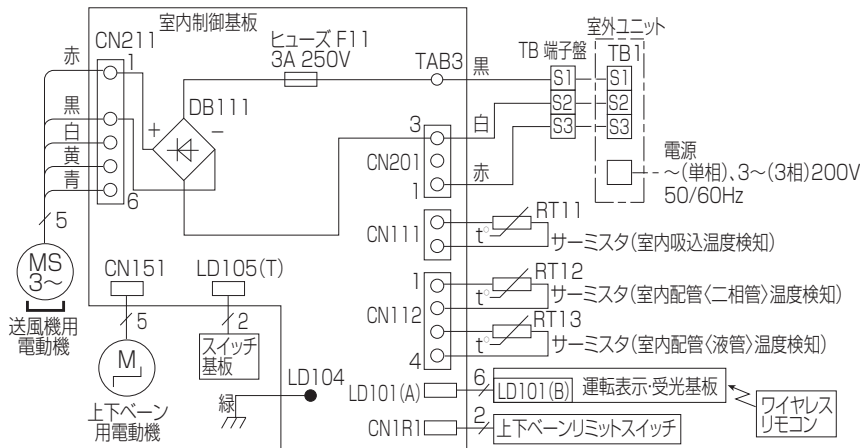 室内制御基板
CN211
赤
1
黒
白
黄
青
6
5
MS
3～
送風機用
電動機
ヒューズ F11
3A 250V
DB111
+
−
TAB3
黒
3
白
CN201
1
赤
TB 端子盤
S1
S2
S3
室外ユニット
TB1
S1
S2
S3
電源
～(単相)、3～(3相)200V
50/60Hz
CN111
RT11
t°
サーミスタ(室内吸込温度検知)
1
CN112
4
RT12
t°
サーミスタ(室内配管〈二相管〉温度検知)
RT13
t°
サーミスタ(室内配管〈液管〉温度検知)
CN151
5
M
上下ベーン
用電動機
LD105(T)
2
スイッチ
基板
緑
LD104
LD101(A)
6
LD101(B)
運転表示・受光基板
ワイヤレス
リモコン
CN1R1
2
上下ベーンリミットスイッチ